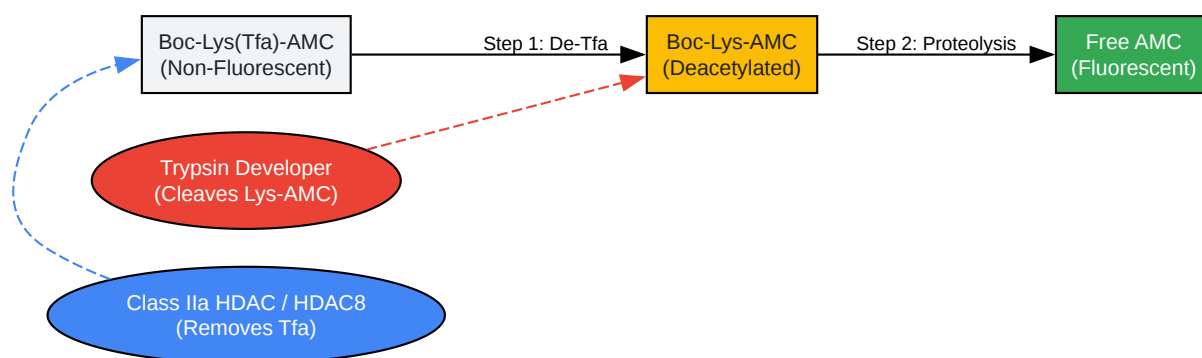 Boc-Lys(Tfa)-AMC
(Non-Fluorescent)
Step 1: De-Tfa
Boc-Lys-AMC
(Deacetylated)
Step 2: Proteolysis
Free AMC
(Fluorescent)
Trypsin Developer
(Cleaves Lys-AMC)
Class IIa HDAC / HDAC8
(Removes Tfa)